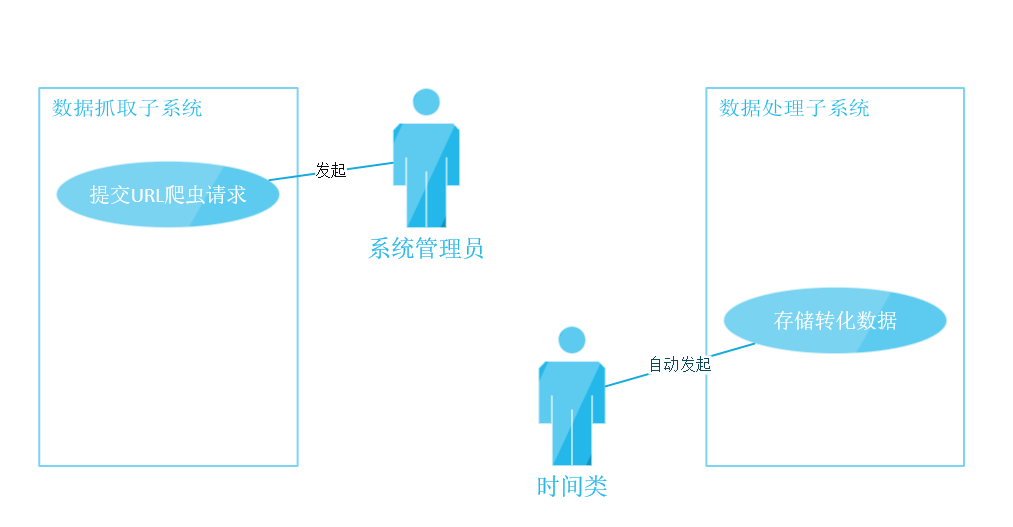 数据抓取子系统
数据处理子系统
发起
提交URL爬虫请求
系统管理员
存储转化数据
自动发起
时间类